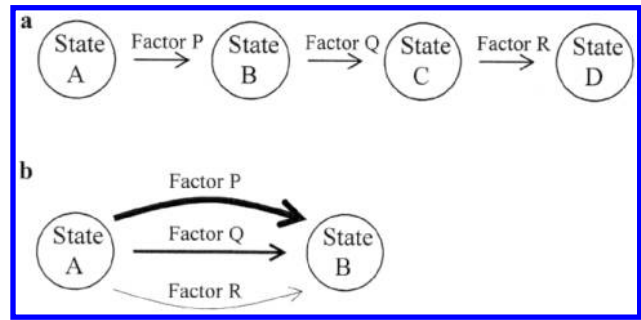 a
State A Factor P State B Factor Q State C Factor R State D
b
Factor P
State A Factor Q State B
Factor R